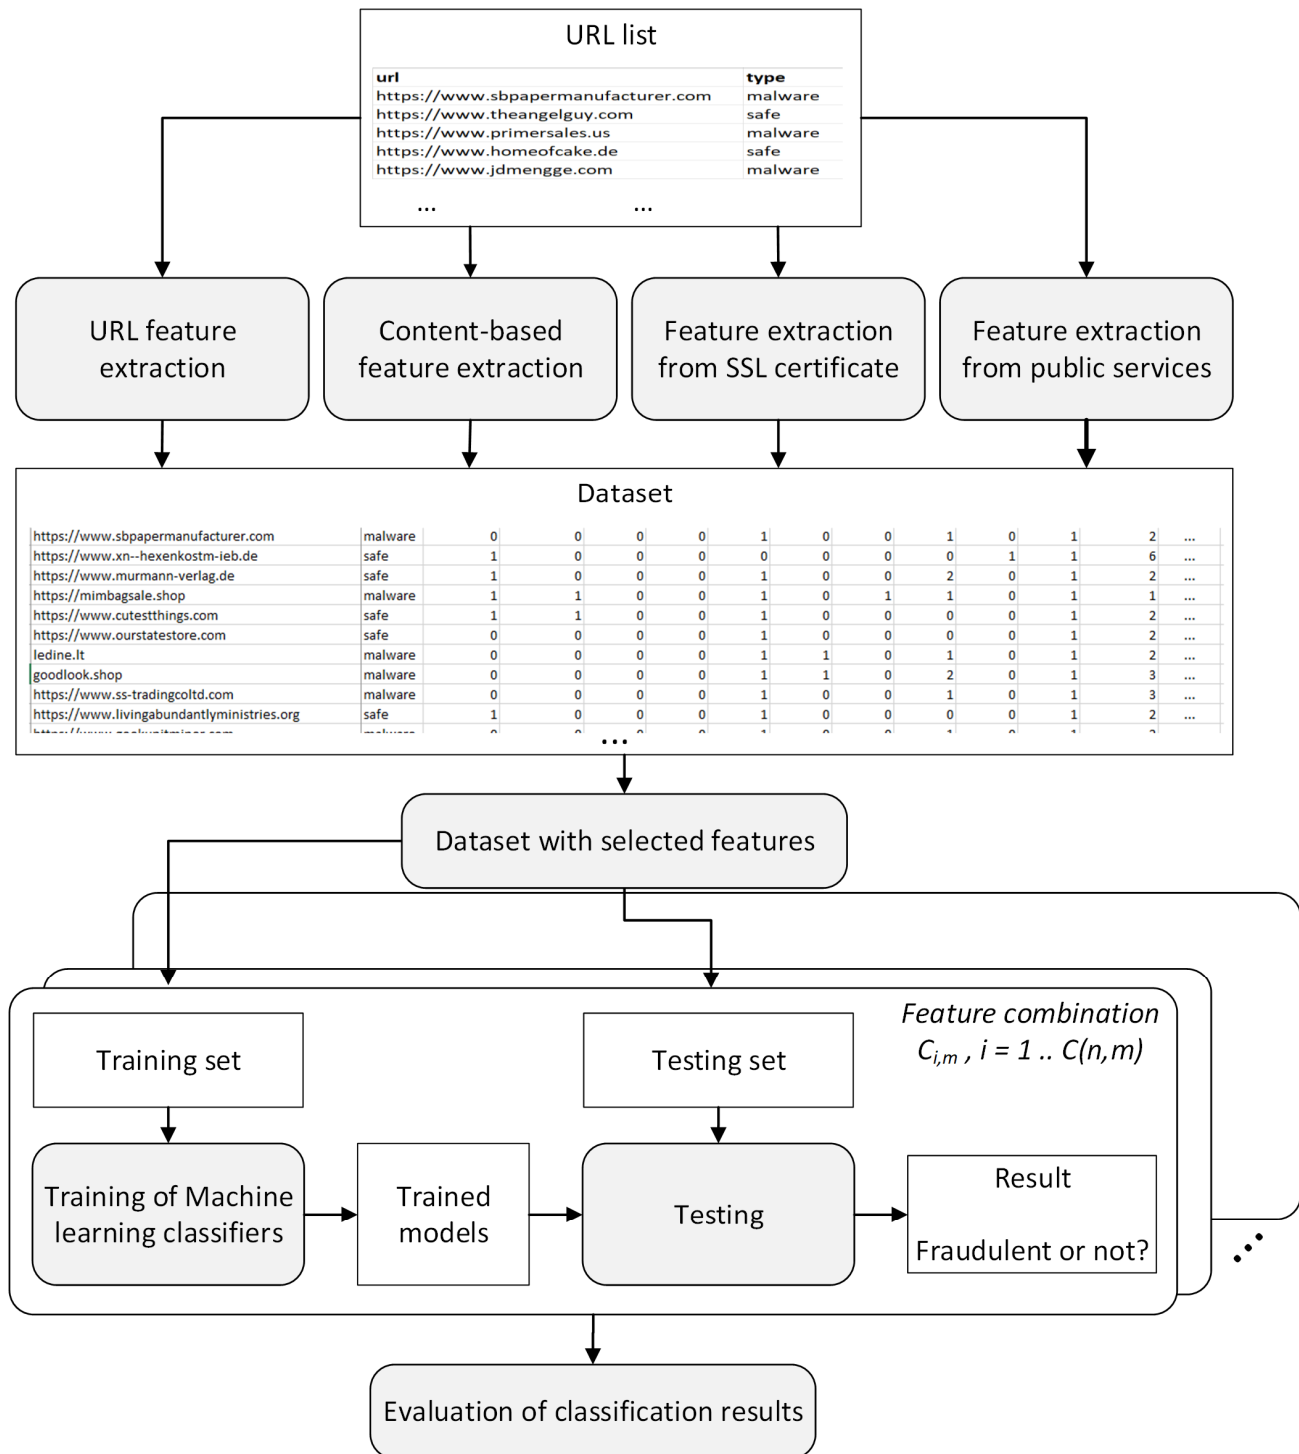 URL list
url type
https://www.sbpapermanufacturer.com malware
https://www.theangelguy.com safe
https://www.primersales.us malware
https://www.homeofcake.de safe
https://www.jdmengge.com malware
... ...
URL feature
extraction
Content-based
feature extraction
Feature extraction
from SSL certificate
Feature extraction
from public services
Dataset
https://www.sbpapermanufacturer.com malware 0 0 0 0 1 0 0 1 0 1 2 ...
https://www.xn--hexenkostm-ieb.de safe 1 0 0 0 0 0 0 0 1 1 6 ...
https://www.murmann-verlag.de safe 1 0 0 0 1 0 0 2 0 1 2 ...
https://mimbagsale.shop malware 1 1 0 0 1 0 1 1 0 1 1 ...
https://www.cutestthings.com safe 1 1 0 0 0 0 0 0 0 1 2 ...
https://www.ourstatestore.com safe 0 0 0 0 1 0 0 0 0 1 2 ...
ledine.lt malware 0 0 0 0 1 1 0 1 0 1 2 ...
goodlook.shop malware 0 0 0 0 1 1 0 2 0 1 3 ...
https://www.ss-tradingcoltd.com malware 0 0 0 0 1 0 0 1 0 1 3 ...
https://www.livingabundantlyministries.org safe 1 0 0 0 1 0 0 0 0 1 2 ...
...
Dataset with selected features
Feature combination
C i,m , i = 1 .. C(n,m)
Training set
Testing set
Training of Machine
learning classifiers
Trained
models
Testing
Result
Fraudulent or not?
...
Evaluation of classification results